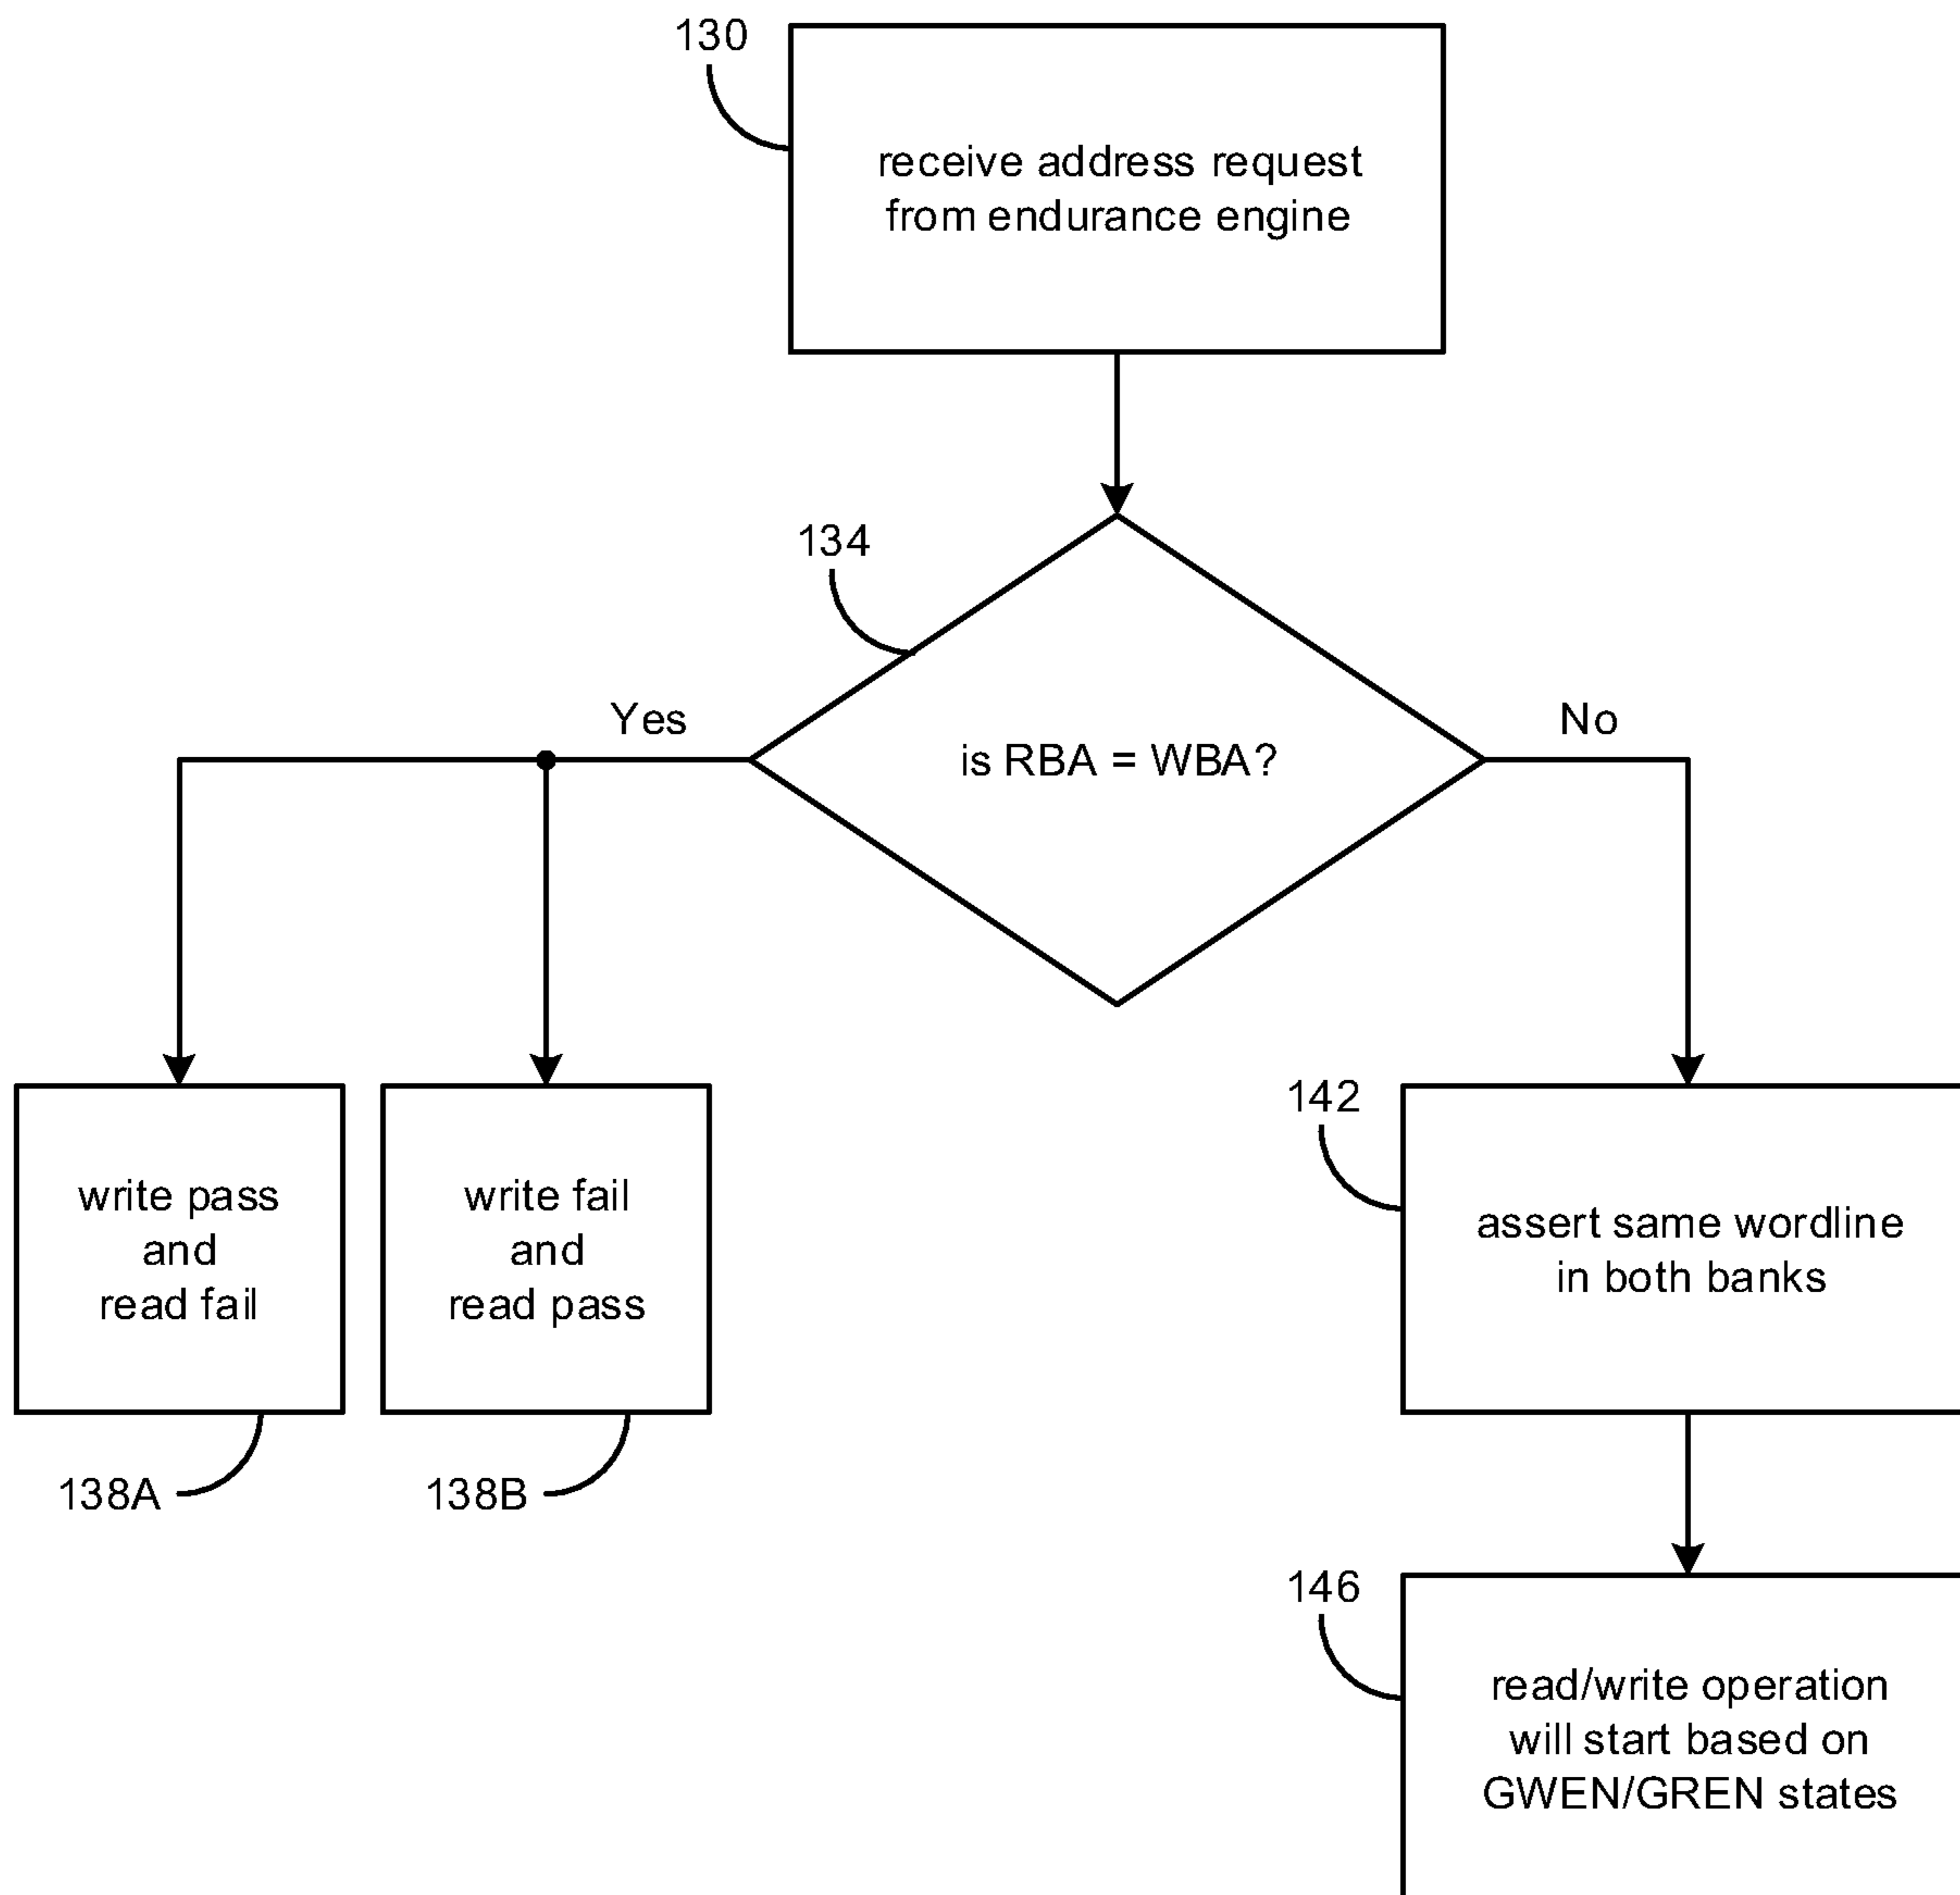 130
receive address request
from endurance engine
134
Yes
is RBA = WBA?
No
write pass
and
read fail
138A
write fail
and
read pass
138B
142
assert same wordline
in both banks
146
read/write operation
will start based on
GWEN/GREN states